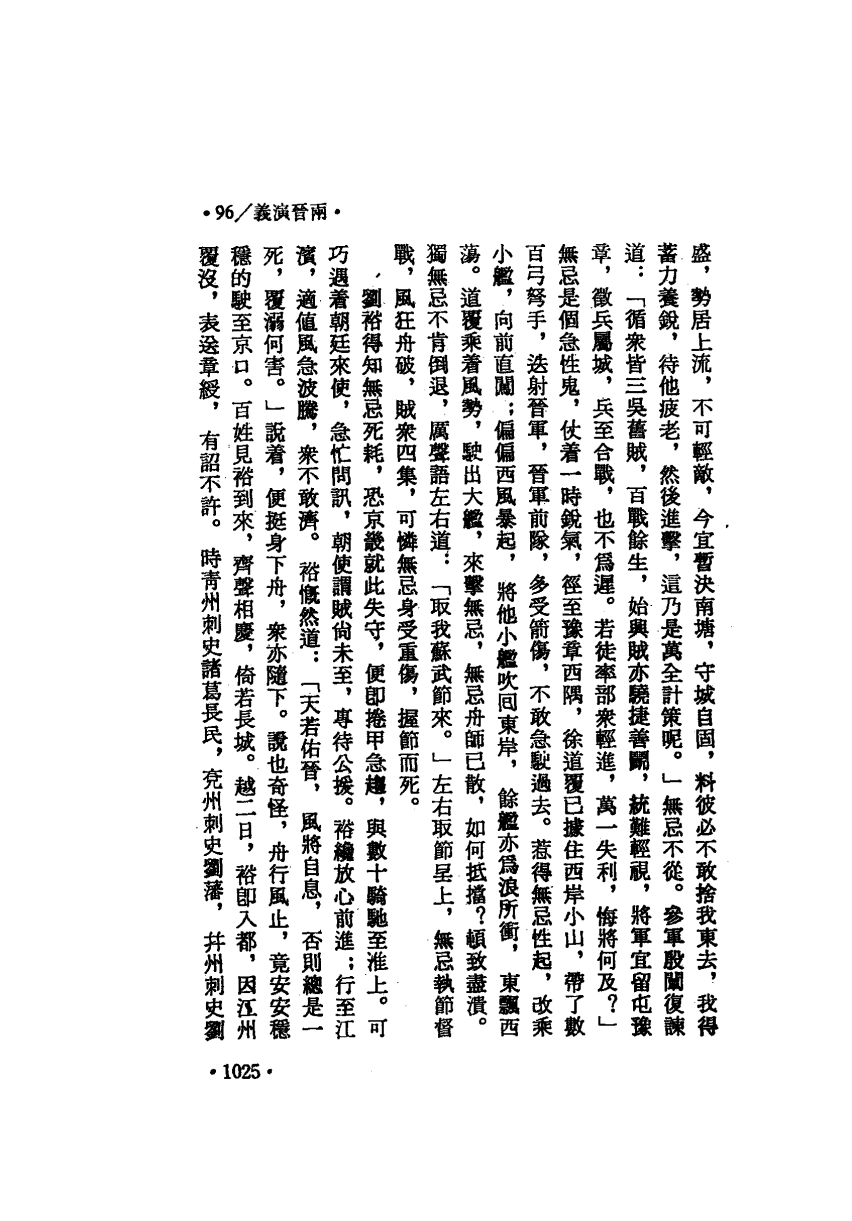 •96／義演晉兩•
盛，勢居上流，不可輕敵，今宜暫決南塘，守城自固，料彼必不敢捨我東去，我得
蓄力養銳，待他疲老，然後進擊，這乃是萬全計策呢。」無忌不從。參軍殷闡復諫
道：「循衆皆三吳舊賊，百戰餘生，始興賊亦驍捷善鬭，統難輕視，將軍宜留屯豫
章，徵兵屬城，兵至合戰，也不爲遲。若徒率部衆輕進，萬一失利，悔將何及？」
無忌是個急性鬼，仗着一時銳氣，徑至豫章西隅，徐道覆已據住西岸小山，帶了數
百弓弩手，迭射晉軍，晉軍前隊，多受箭傷，不敢急駛過去。惹得無忌性起，改乘
小艦，向前直闖；偏偏西風暴起，將他小艦吹回東岸，餘艦亦爲浪所衝，東飄西
蕩。道覆乘着風勢，駛出大艦，來擊無忌，無忌舟師已散，如何抵擋？頓致盡潰。
獨無忌不肯倒退，厲聲語左右道：「取我蘇武節來。」左右取節呈上，無忌執節督
戰，風狂舟破，賊衆四集，可憐無忌身受重傷，握節而死。
劉裕得知無忌死耗，恐京畿就此失守，便即捲甲急趨，與數十騎馳至淮上。可
巧遇着朝廷來使，急忙問訊，朝使謂賊尙未至，專待公援。裕纔放心前進；行至江
濱，適值風急波騰，衆不敢濟。裕慨然道：「天若佑晉，風將自息，否則總是一
死，覆溺何害。」說着，便挺身下舟，衆亦隨下。說也奇怪，舟行風止，竟安安穩
穩的駛至京口。百姓見裕到來，齊聲相慶，倚若長城。越二日，裕卽入都，因江州
覆沒，表送章綬，有詔不許。時靑州刺史諸葛長民，兗州刺史劉藩，幷州刺史劉
•1025•